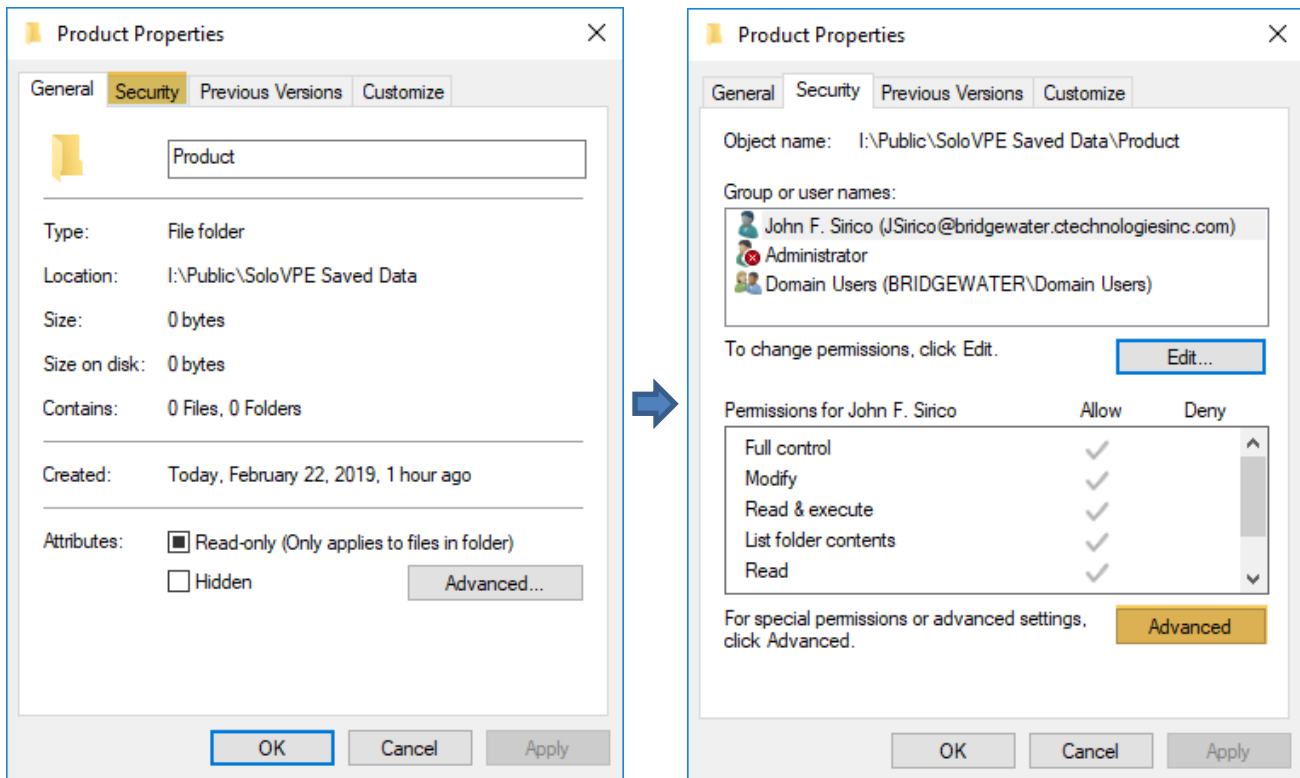 Product Properties
General Security Previous Versions Customize
Product
Type: File folder
Location: I:\Public\SoloVPE Saved Data
Size: 0 bytes
Size on disk: 0 bytes
Contains: 0 Files, 0 Folders
Created: Today, February 22, 2019, 1 hour ago
Attributes: Read-only (Only applies to files in folder)
Hidden Advanced...
OK Cancel Apply
Product Properties
General Security Previous Versions Customize
Object name: I:\Public\SoloVPE Saved Data\Product
Group or user names:
John F. Sirico (JSirico@bridgewater.ctechnologiesinc.com)
Administrator
Domain Users (BRIDGEWATER\Domain Users)
To change permissions, click Edit. Edit...
Permissions for John F. Sirico Allow Deny
Full control
Modify
Read & execute
List folder contents
Read
For special permissions or advanced settings,
click Advanced. Advanced
OK Cancel Apply